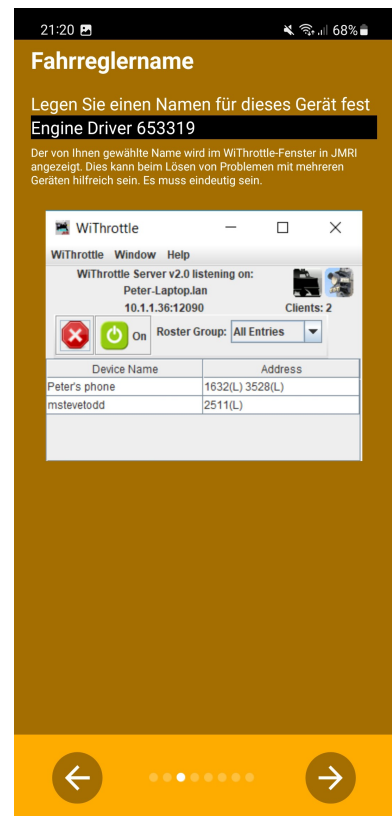 21:20 68%
Fahrreglername
Legen Sie einen Namen für dieses Gerät fest
Engine Driver 653319
Der von Ihnen gewählte Name wird im WiThrottle-Fenster in JMRI
angezeigt. Dies kann beim Lösen von Problemen mit mehreren
Geräten hilfreich sein. Es muss eindeutig sein.
WiThrottle
WiThrottle Window Help
WiThrottle Server v2.0 listening on:
Peter-Laptop.lan
10.1.1.36:12090 Clients: 2
On Roster Group: All Entries
Device Name Address
Peter's phone 1632(L) 3528(L)
mstevetodd 2511(L)